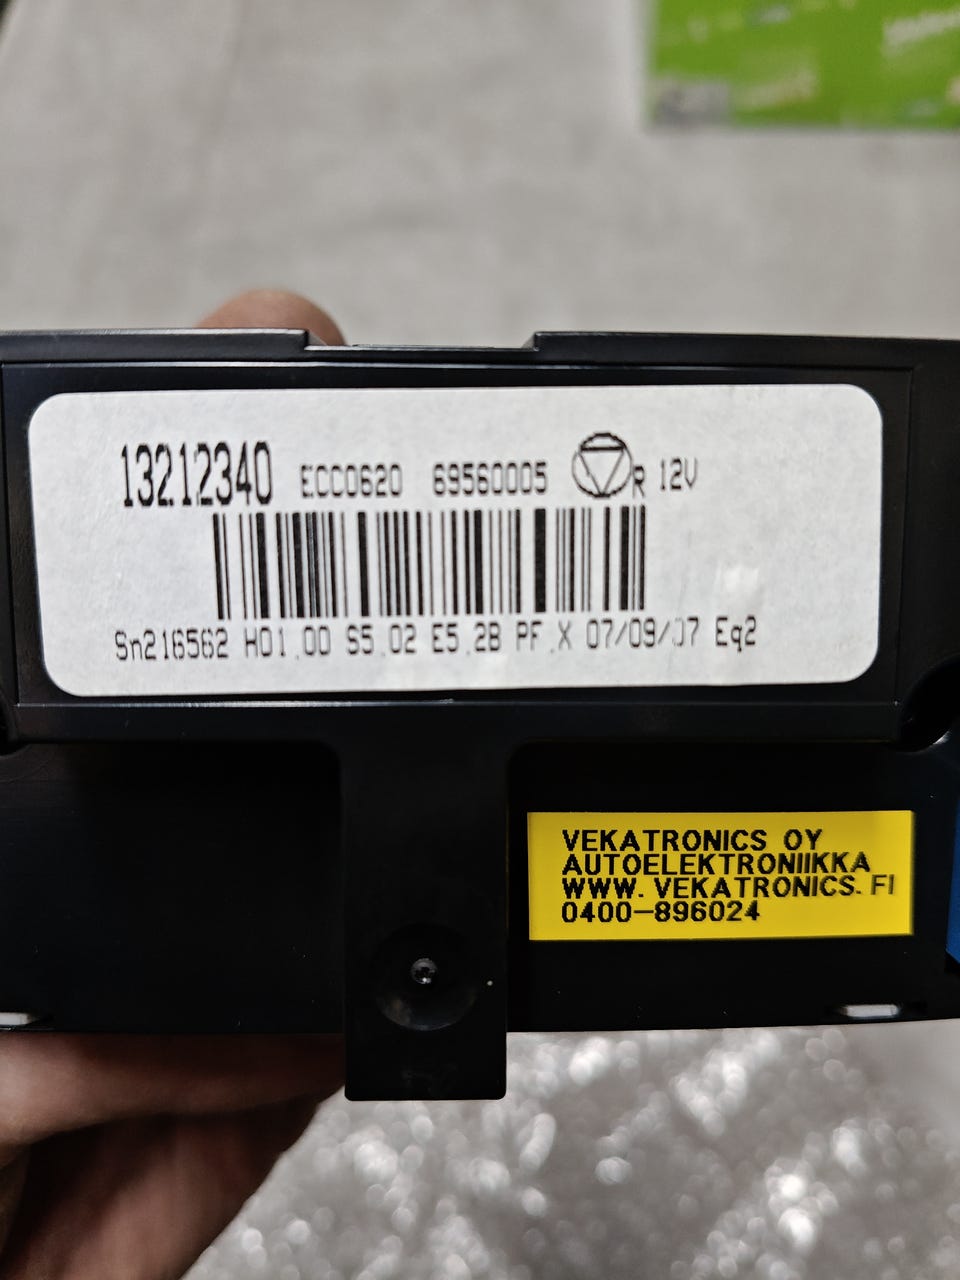 13212340 ECC0620 69560005 R 12V
Sn216562 H01.00 S5.02 E5.2B PF.X 07/09/07 Eq2
VEKATRONICS OY
AUTOELEKTRONIIKKA
WWW.VEKATRONICS.FI
0400-896024